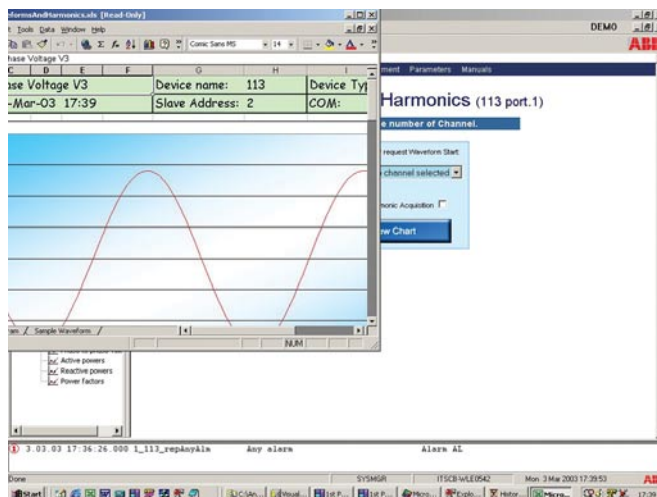 eformsAndHarmonics.xls [Read-Only]
Tools Data Window Help
DEMO
ABB
Comic Sans MS 14
hase Voltage V3
C D E F G H I
ase Voltage V3 Device name: 113 Device Ty
-Mar-03 17:39 Slave Address: 2 COM:
ment Parameters Manuals
Harmonics (113 port.1)
e number of Channel.
request Waveform Start
channel selected
monic Acquisition
ew Chart
am / Sample Waveform /
NUM
Active powers
Reactive powers
Power factors
1 3.03.03 17:36:26.000 1_113_repAnyAlm Any alarm Alarm AL
Done SYSMGR ITSCB-WLE0542 Mon 3 Mar 2003 17:39:53 AB
Start